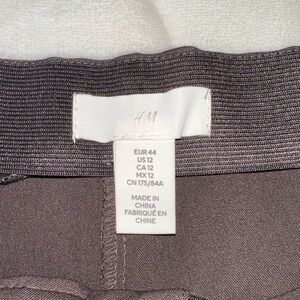 H&M
EUR 44
US 12
CA 12
MX 12
CN 175/84A
MADE IN
CHINA
FABRIQUÉ EN
CHINE